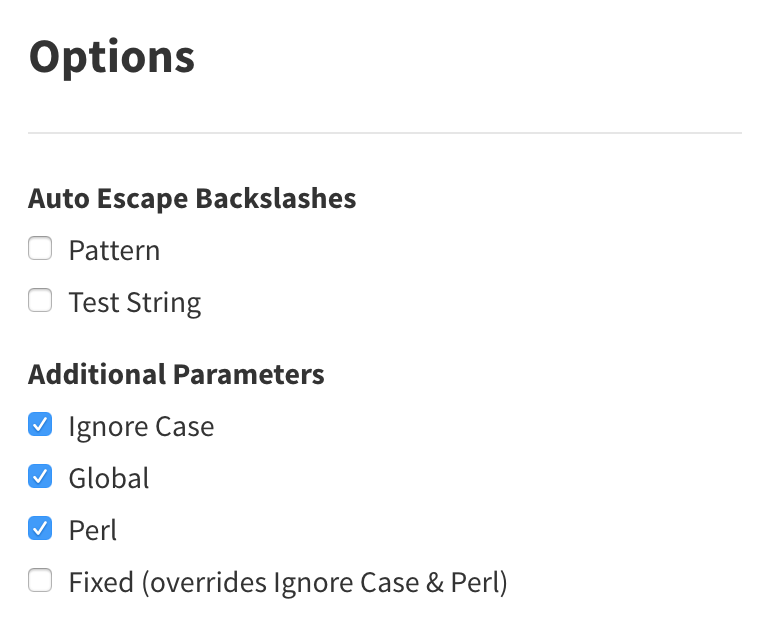 Options
Auto Escape Backslashes
Pattern
Test String
Additional Parameters
Ignore Case
Global
Perl
Fixed (overrides Ignore Case & Perl)